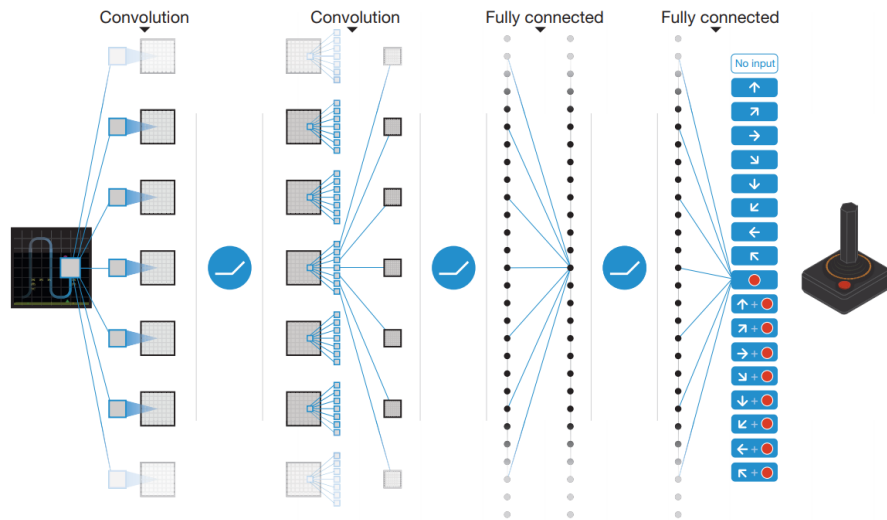 Convolution
Convolution
Fully connected
Fully connected
No input
+
+
+
+
+
+
+
+